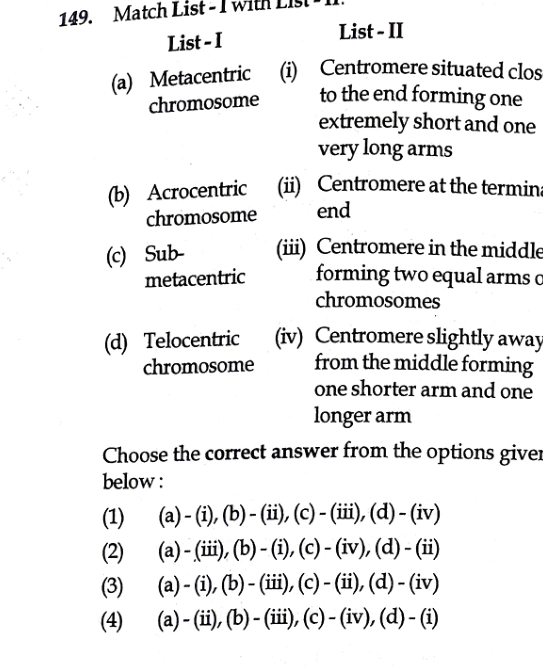 149. Match List - I with List - II.
List - I
List - II
(a) Metacentric
chromosome
(i) Centromere situated clos
to the end forming one
extremely short and one
very long arms
(b) Acrocentric
chromosome
(ii) Centromere at the termina
end
(c) Sub-
metacentric
(iii) Centromere in the middle
forming two equal arms o
chromosomes
(d) Telocentric
chromosome
(iv) Centromere slightly away
from the middle forming
one shorter arm and one
longer arm
Choose the correct answer from the options given
below :
(1) (a) - (i), (b) - (ii), (c) - (iii), (d) - (iv)
(2) (a) - (iii), (b) - (i), (c) - (iv), (d) - (ii)
(3) (a) - (i), (b) - (iii), (c) - (ii), (d) - (iv)
(4) (a) - (ii), (b) - (iii), (c) - (iv), (d) - (i)